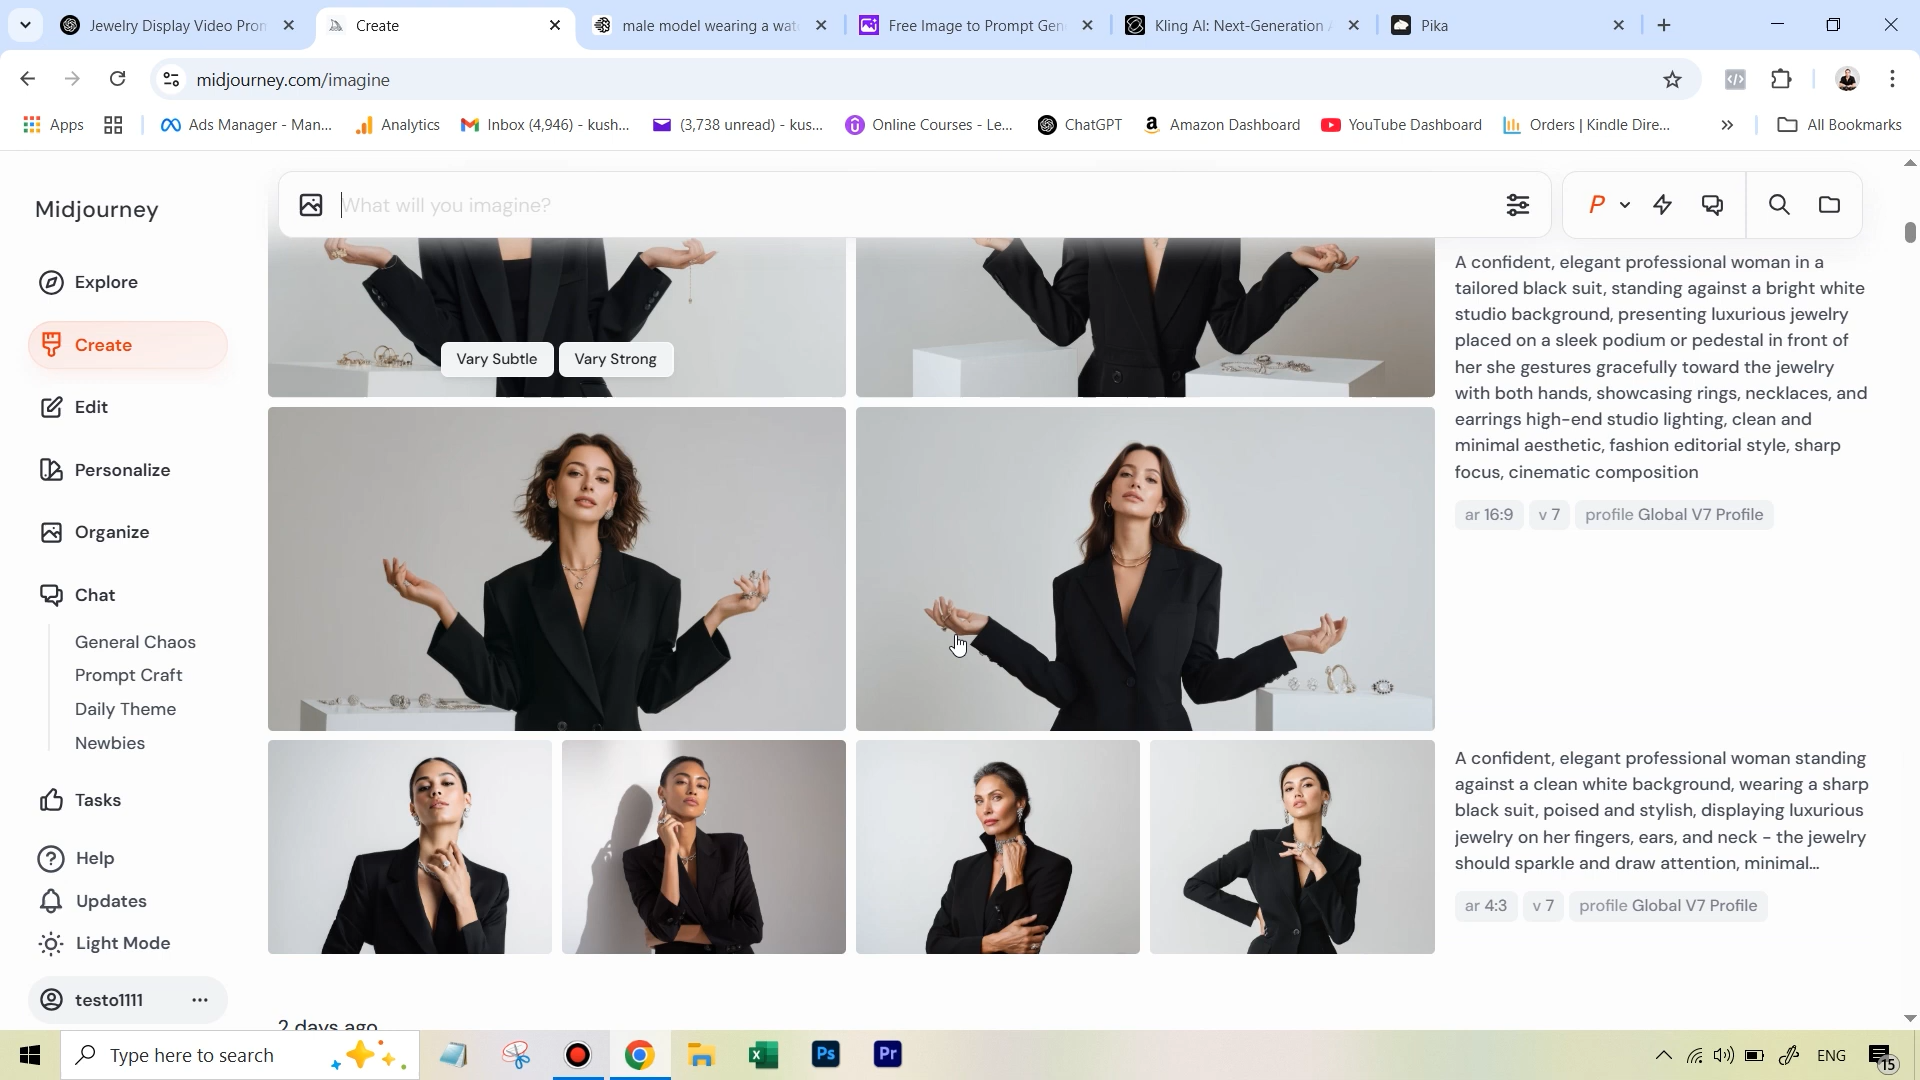 Jewelry Display Video Pron
Create
male model wearing a wat
Free Image to Prompt Gen
Kling AI: Next-Generation A
Pika
midjourney.com/imagine
Apps
Ads Manager - Man...
Analytics
Inbox (4,946) - kush...
(3,738 unread) - kus...
Online Courses - Le...
ChatGPT
Amazon Dashboard
YouTube Dashboard
Orders | Kindle Dire...
All Bookmarks
Midjourney
What will you imagine?
P
Explore
Create
Edit
Personalize
Organize
Chat
General Chaos
Prompt Craft
Daily Theme
Newbies
Tasks
Help
Updates
Light Mode
testo1111
Vary Subtle
Vary Strong
A confident, elegant professional woman in a
tailored black suit, standing against a bright white
studio background, presenting luxurious jewelry
placed on a sleek podium or pedestal in front of
her she gestures gracefully toward the jewelry
with both hands, showcasing rings, necklaces, and
earrings high-end studio lighting, clean and
minimal aesthetic, fashion editorial style, sharp
focus, cinematic composition
ar 16:9
v 7
profile Global V7 Profile
A confident, elegant professional woman standing
against a clean white background, wearing a sharp
black suit, poised and stylish, displaying luxurious
jewelry on her fingers, ears, and neck - the jewelry
should sparkle and draw attention, minimal...
ar 4:3
v 7
profile Global V7 Profile
2 days ago
Type here to search
Ps
Pr
ENG
15